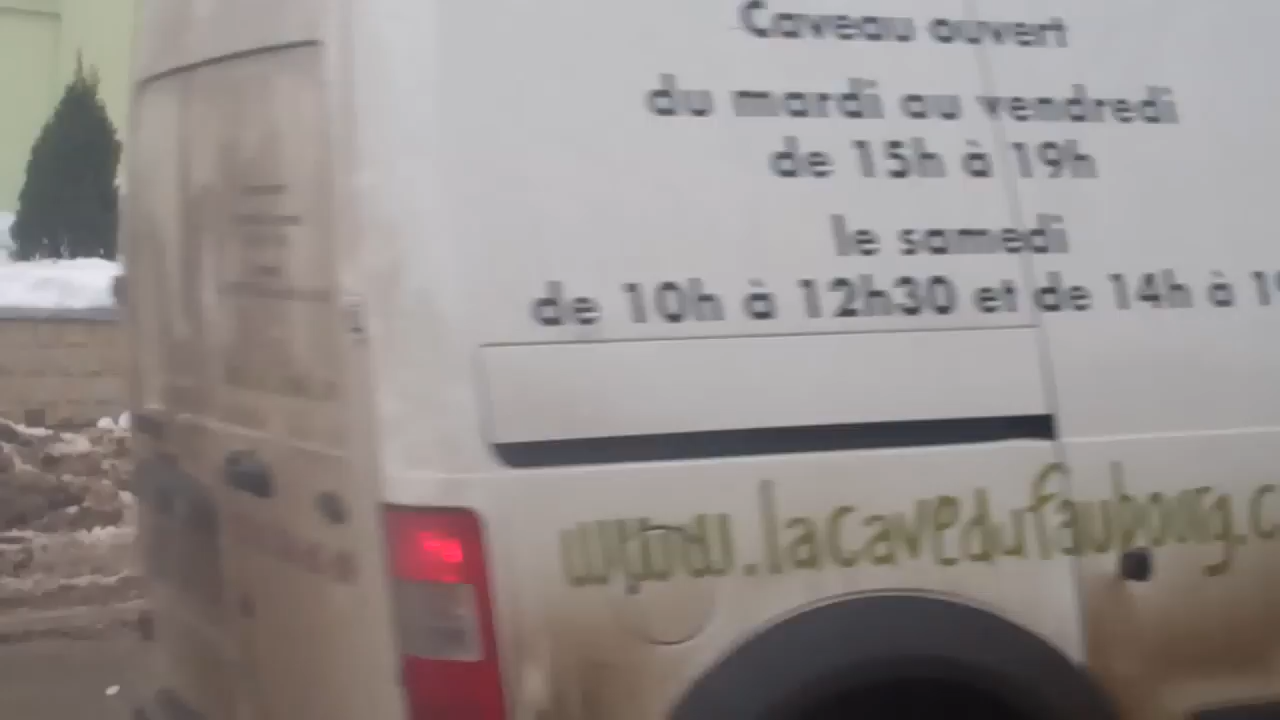 Caveau ouvert
du mardi au vendredi
de 15h à 19h
le samedi
de 10h à 12h30 et de 14h à 1
www.lacavedufaubourg.c